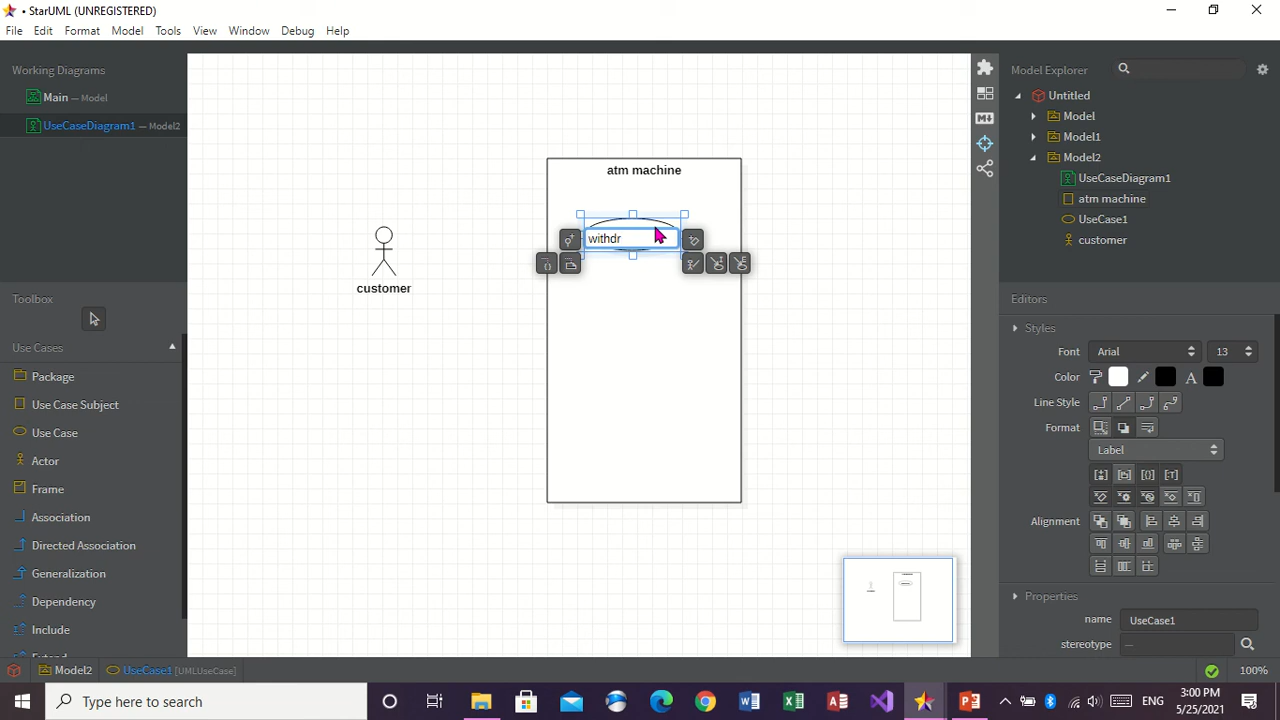 • StarUML (UNREGISTERED)
File Edit Format Model Tools View Window Debug Help
Working Diagrams
Main — Model
UseCaseDiagram1 — Model2
Toolbox
Use Cases
Package
Use Case Subject
Use Case
Actor
Frame
Association
Directed Association
Generalization
Dependency
Include
customer
atm machine
withdr
Model Explorer
Untitled
Model
Model1
Model2
UseCaseDiagram1
atm machine
UseCase1
customer
Editors
Styles
Font Arial 13
Color A
Line Style
Format
Label
Alignment
Properties
name UseCase1
stereotype —
Model2 UseCase1 [UMLUseCase] 100%
Type here to search
ENG
3:00 PM
5/25/2021